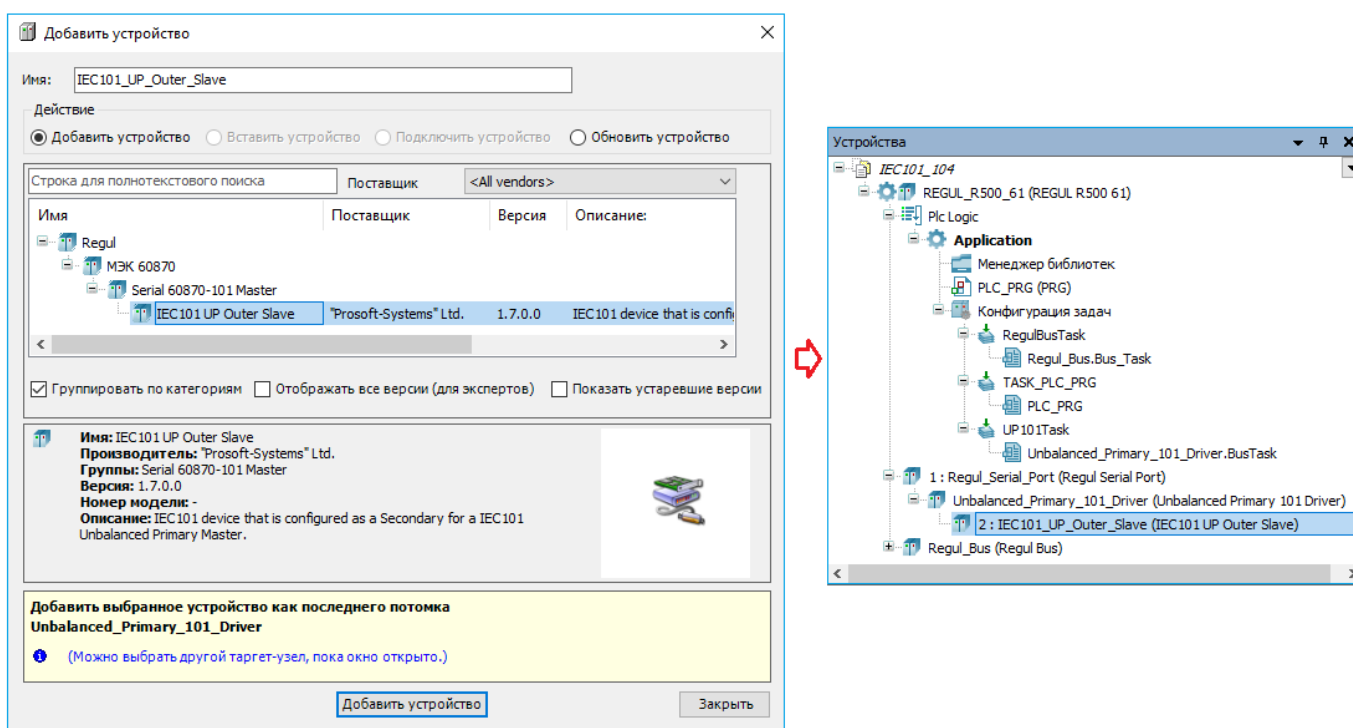 Добавить устройство
Имя: IEC101_UP_Outer_Slave
Действие
Добавить устройство Вставить устройство Подключить устройство Обновить устройство
Строка для полнотекстового поиска Поставщик <All vendors>
Имя Поставщик Версия Описание:
Regul
МЭК 60870
Serial 60870-101 Master
IEC101 UP Outer Slave "Prosoft-Systems" Ltd. 1.7.0.0 IEC101 device that is config
Группировать по категориям Отображать все версии (для экспертов) Показать устаревшие версии
Имя: IEC101 UP Outer Slave
Производитель: "Prosoft-Systems" Ltd.
Группы: Serial 60870-101 Master
Версия: 1.7.0.0
Номер модели: -
Описание: IEC101 device that is configured as a Secondary for a IEC101
Unbalanced Primary Master.
Добавить выбранное устройство как последнего потомка
Unbalanced_Primary_101_Driver
(Можно выбрать другой таргет-узел, пока окно открыто.)
Добавить устройство Закрыть
Устройства
IEC101_104
REGUL_R500_61 (REGUL R500 61)
Plc Logic
Application
Менеджер библиотек
PLC_PRG (PRG)
Конфигурация задач
RegulBusTask
Regul_Bus.Bus_Task
TASK_PLC_PRG
PLC_PRG
UP101Task
Unbalanced_Primary_101_Driver.BusTask
1 : Regul_Serial_Port (Regul Serial Port)
Unbalanced_Primary_101_Driver (Unbalanced Primary 101 Driver)
2 : IEC101_UP_Outer_Slave (IEC101 UP Outer Slave)
Regul_Bus (Regul Bus)